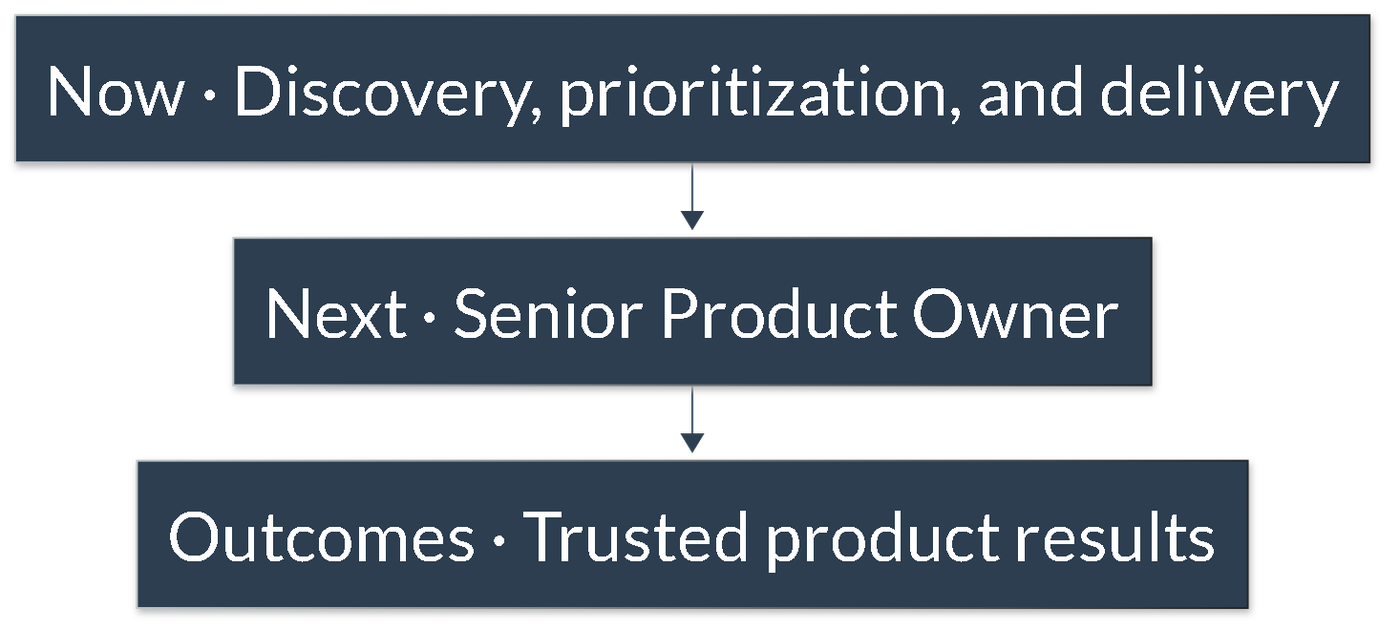 Now · Discovery, prioritization, and delivery
Next · Senior Product Owner
Outcomes · Trusted product results